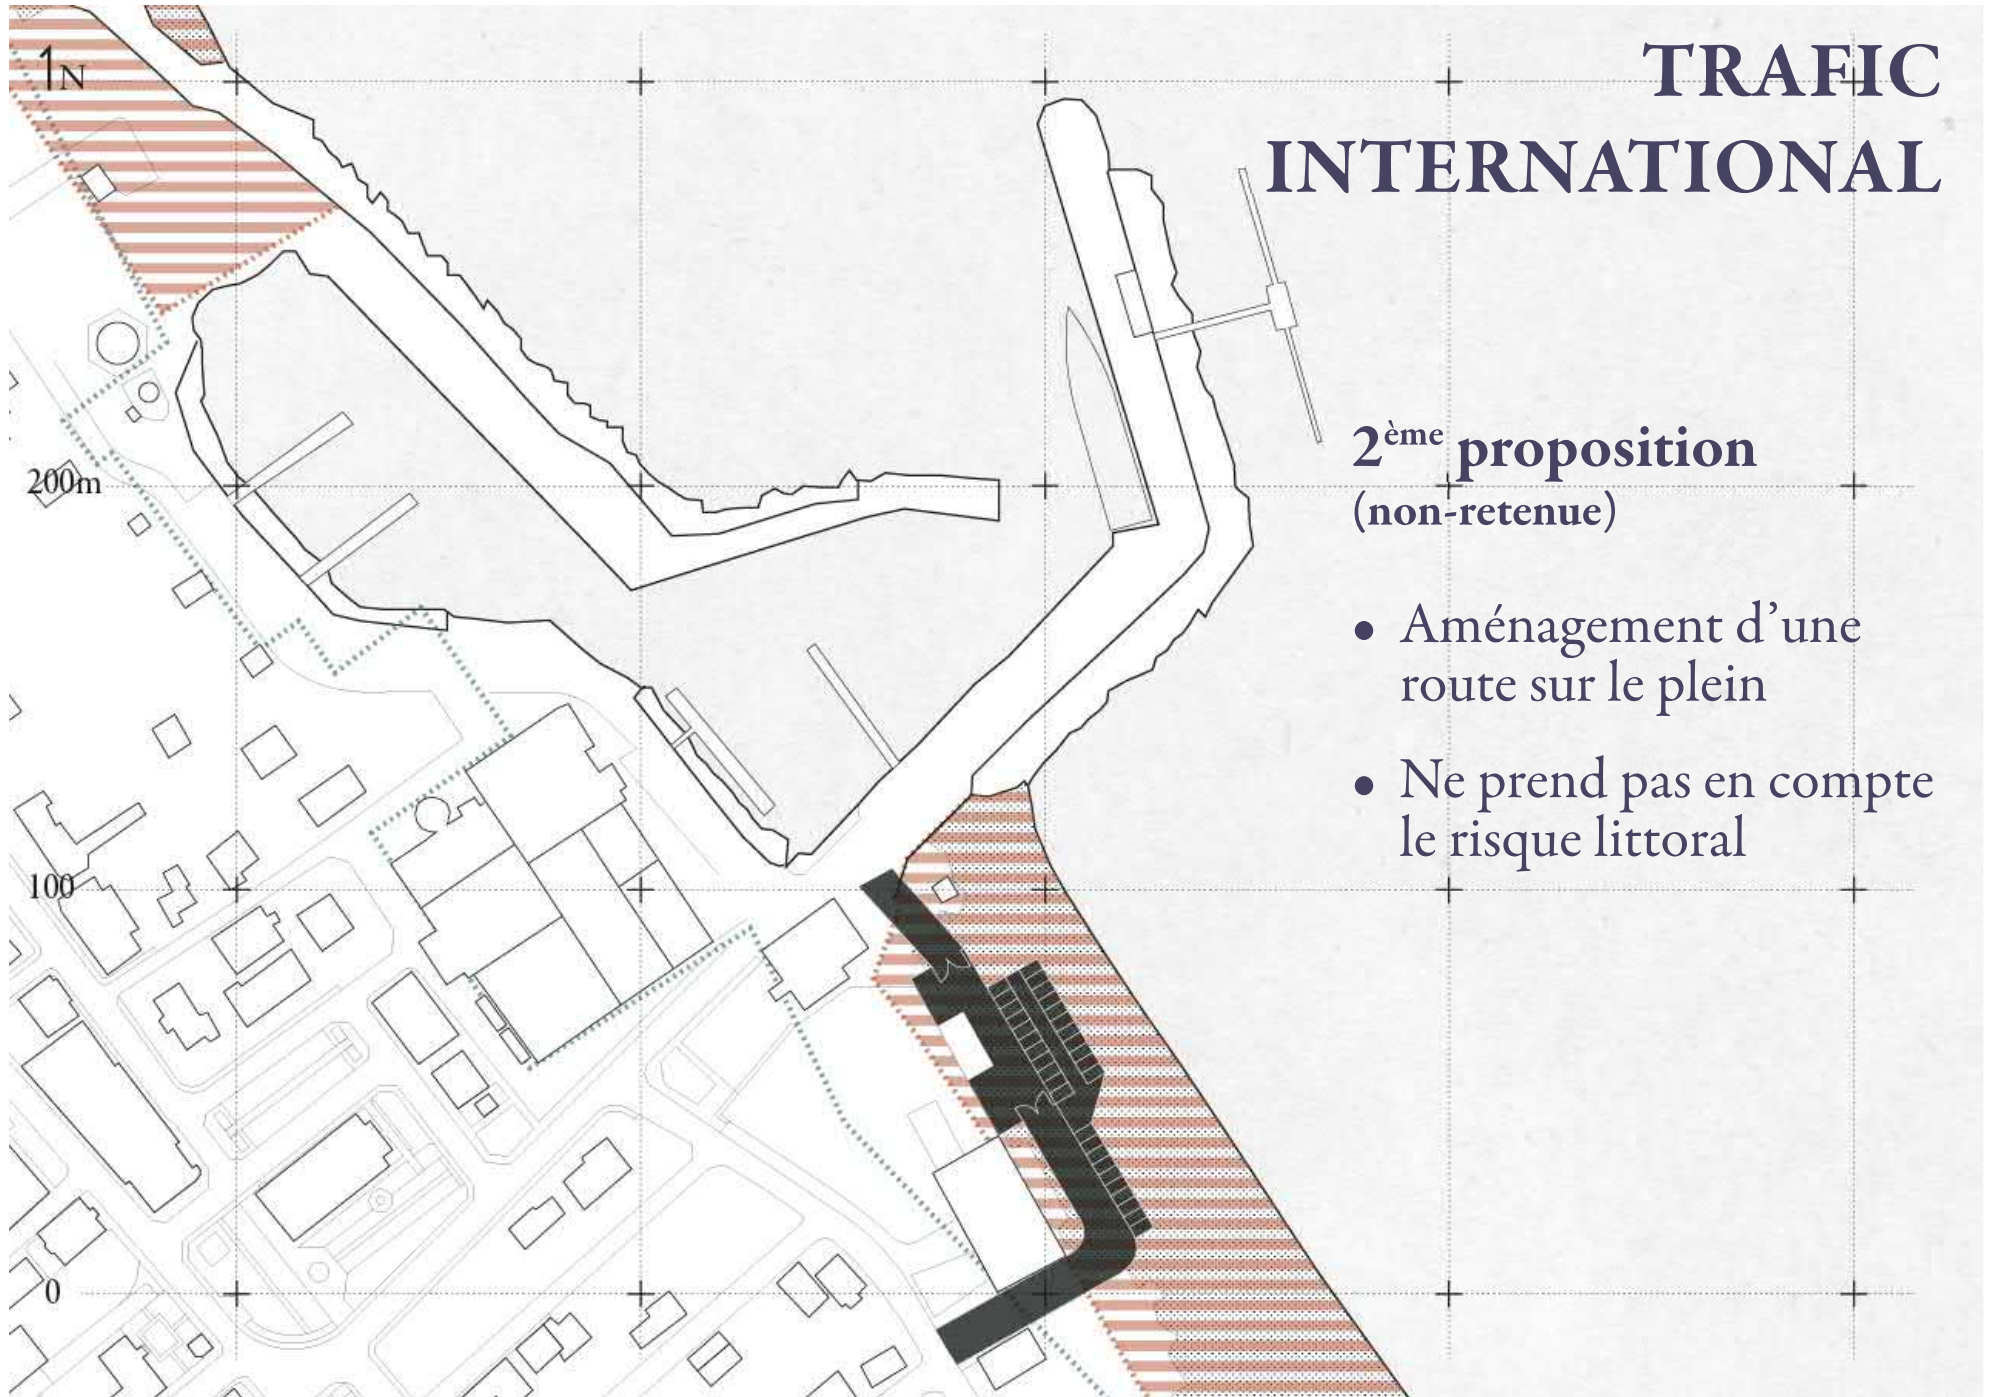 TRAFIC
INTERNATIONAL
N
2ème proposition
(non-retenue)
200m
• Aménagement d’une
route sur le plein
• Ne prend pas en compte
le risque littoral
100
0